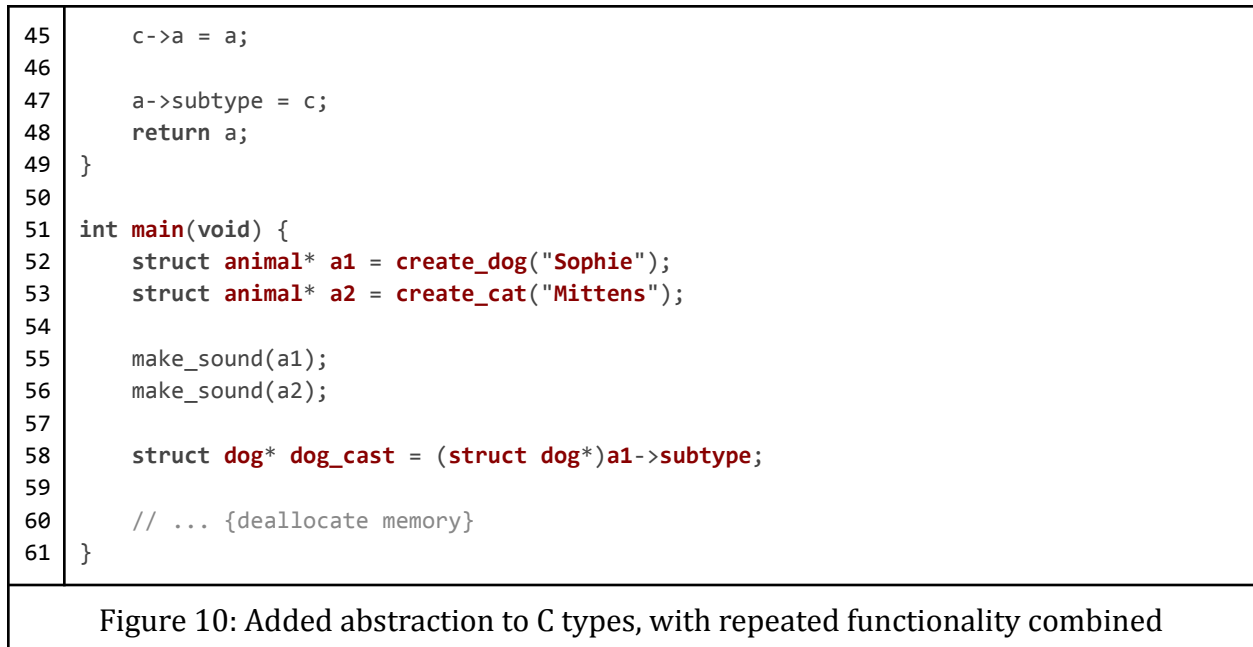 45     c->a = a;
46
47     a->subtype = c;
48     return a;
49 }
50
51 int main(void) {
52     struct animal* a1 = create_dog("Sophie");
53     struct animal* a2 = create_cat("Mittens");
54
55     make_sound(a1);
56     make_sound(a2);
57
58     struct dog* dog_cast = (struct dog*)a1->subtype;
59
60     // ... {deallocate memory}
61 }
Figure 10: Added abstraction to C types, with repeated functionality combined